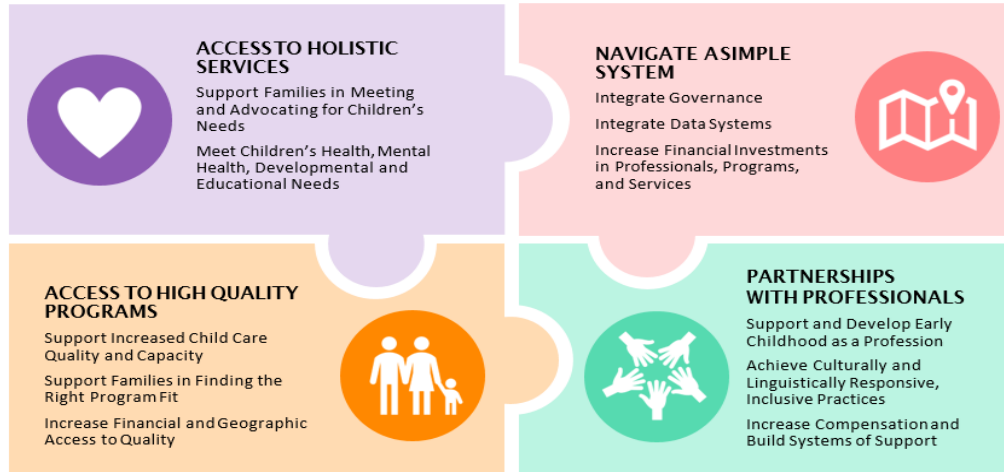 ACCESS TO HOLISTIC
SERVICES
Support Families in Meeting
and Advocating for Children's
Needs
Meet Children's Health, Mental
Health, Developmental and
Educational Needs
NAVIGATE A SIMPLE
SYSTEM
Integrate Governance
Integrate Data Systems
Increase Financial Investments
in Professionals, Programs,
and Services
ACCESS TO HIGH QUALITY
PROGRAMS
Support Increased Child Care
Quality and Capacity
Support Families in Finding the
Right Program Fit
Increase Financial and Geographic
Access to Quality
PARTNERSHIPS
WITH PROFESSIONALS
Support and Develop Early
Childhood as a Profession
Achieve Culturally and
Linguistically Responsive,
Inclusive Practices
Increase Compensation and
Build Systems of Support